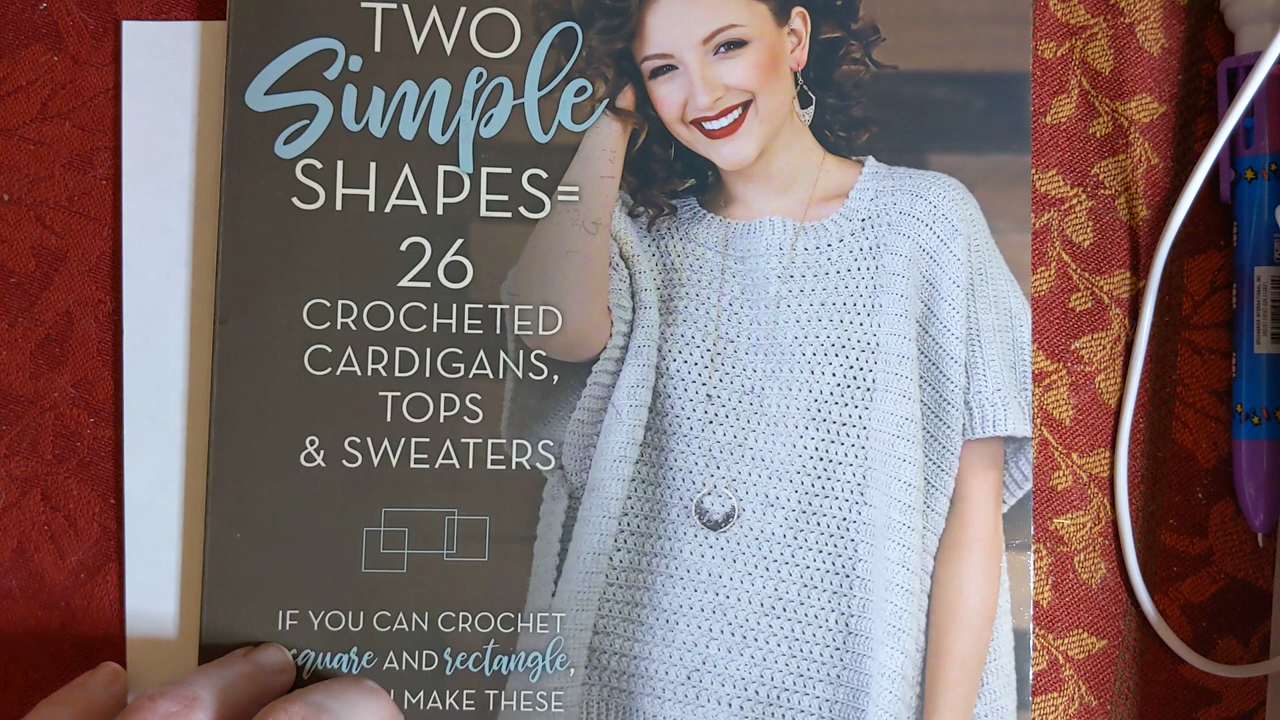 TWO
Simple
SHAPES=
26
CROCHETED
CARDIGANS,
TOPS
& SWEATERS
IF YOU CAN CROCHET
square AND rectangle,
MAKE THESE